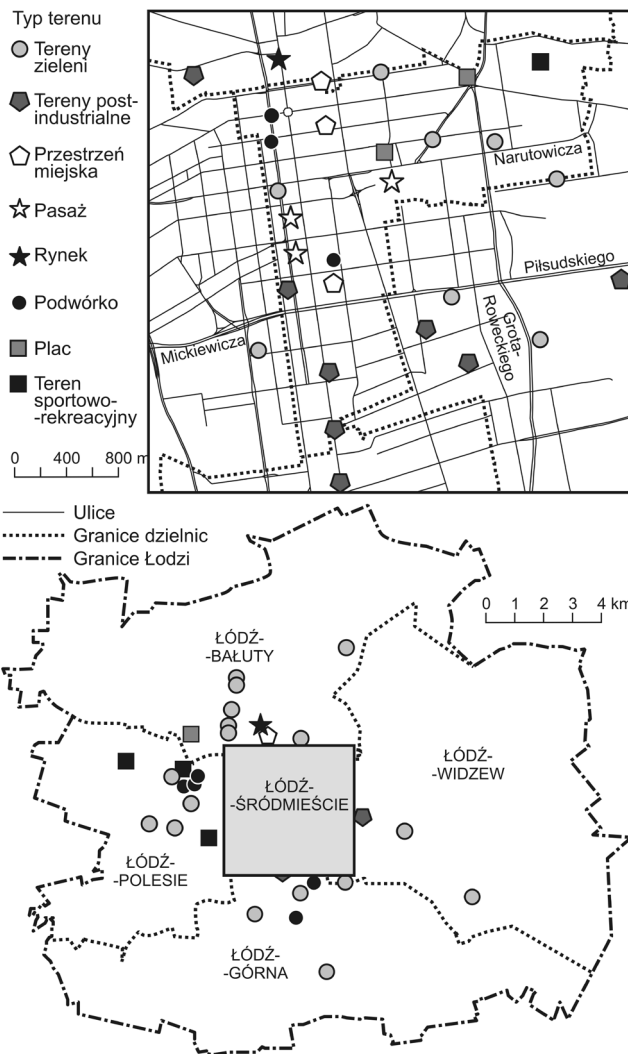 Typ terenu
Tereny
zieleni
Tereny post-
industrialne
Przestrzeń
miejska
Pasaż
Rynek
Podwórko
Plac
Teren
sportowo-
-rekreacyjny
0 400 800 m
Narutowicza
Piłsudskiego
Mickiewicza
Grota-
Roweckiego
Ulice
Granice dzielnic
Granice Łodzi
0 1 2 3 4 km
ŁÓDŹ-
-BAŁUTY
ŁÓDŹ-
-WIDZEW
ŁÓDŹ-
-ŚRÓDMIEŚCIE
ŁÓDŹ-
-POLESIE
ŁÓDŹ-
-GÓRNA